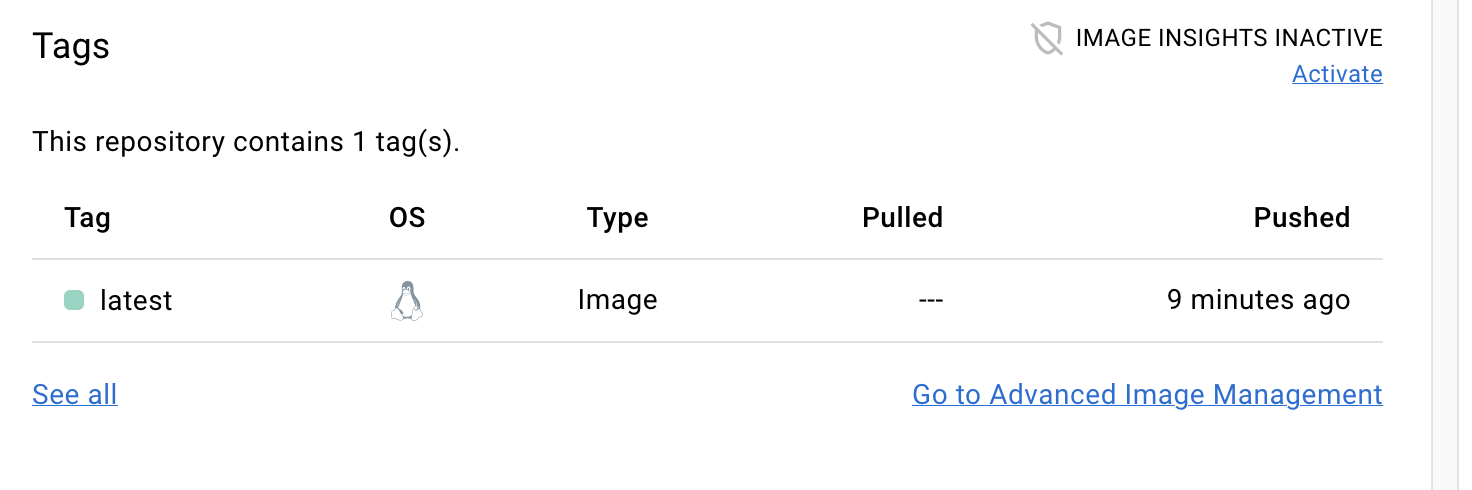 Tags
IMAGE INSIGHTS INACTIVE
Activate
This repository contains 1 tag(s).
Tag OS Type Pulled Pushed
latest Image --- 9 minutes ago
See all Go to Advanced Image Management